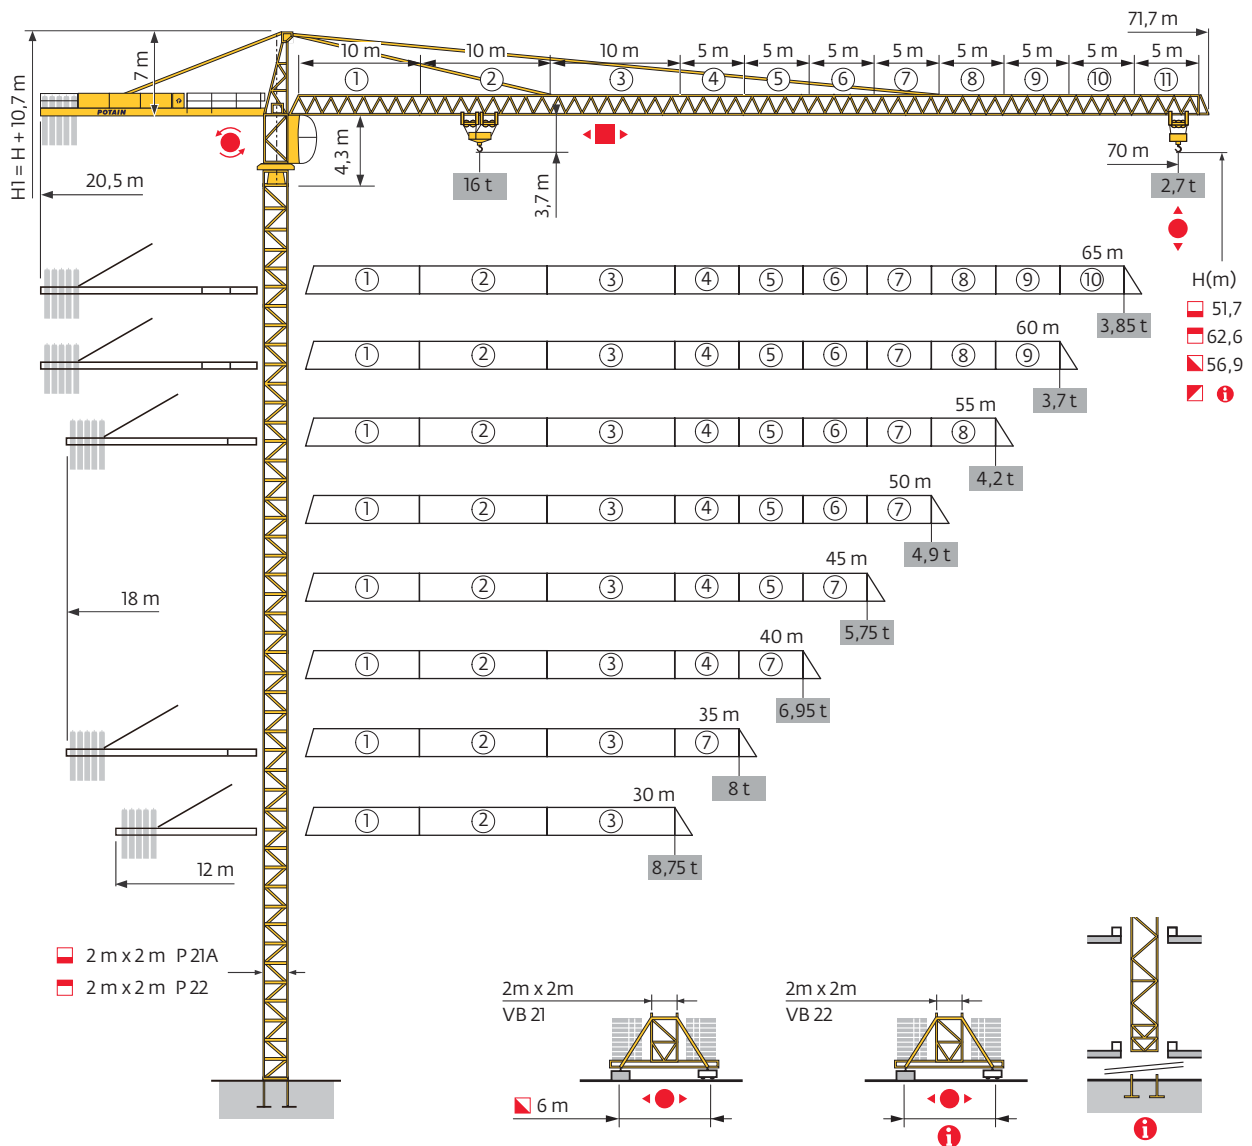 71,7 m
H1 = H + 10,7 m
7 m
10 m 10 m 10 m 5 m 5 m 5 m 5 m 5 m 5 m 5 m 5 m
1 2 3 4 5 6 7 8 9 10 11
POTAIN
4,3 m
3,7 m
16 t
70 m
2,7 t
20,5 m
65 m
1 2 3 4 5 6 7 8 9 10
3,85 t
H(m)
51,7
62,6
56,9
i
60 m
1 2 3 4 5 6 7 8 9
3,7 t
55 m
1 2 3 4 5 6 7 8
4,2 t
50 m
1 2 3 4 5 6 7
4,9 t
45 m
1 2 3 4 5 7
5,75 t
18 m
40 m
1 2 3 4 7
6,95 t
35 m
1 2 3 7
8 t
30 m
1 2 3
8,75 t
12 m
2 m x 2 m P 21A
2 m x 2 m P 22
2m x 2m
VB 21
6 m
2m x 2m
VB 22
i
i